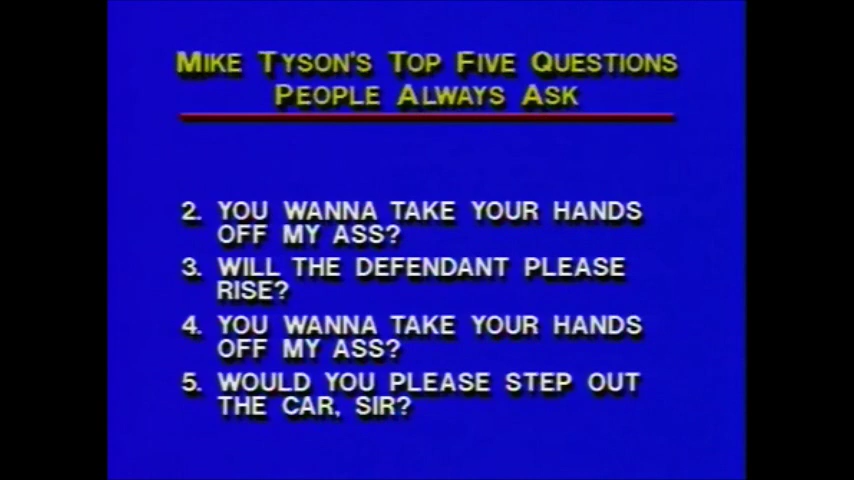 MIKE TYSON'S TOP FIVE QUESTIONS
PEOPLE ALWAYS ASK
2. YOU WANNA TAKE YOUR HANDS
OFF MY ASS?
3. WILL THE DEFENDANT PLEASE
RISE?
4. YOU WANNA TAKE YOUR HANDS
OFF MY ASS?
5. WOULD YOU PLEASE STEP OUT
THE CAR, SIR?